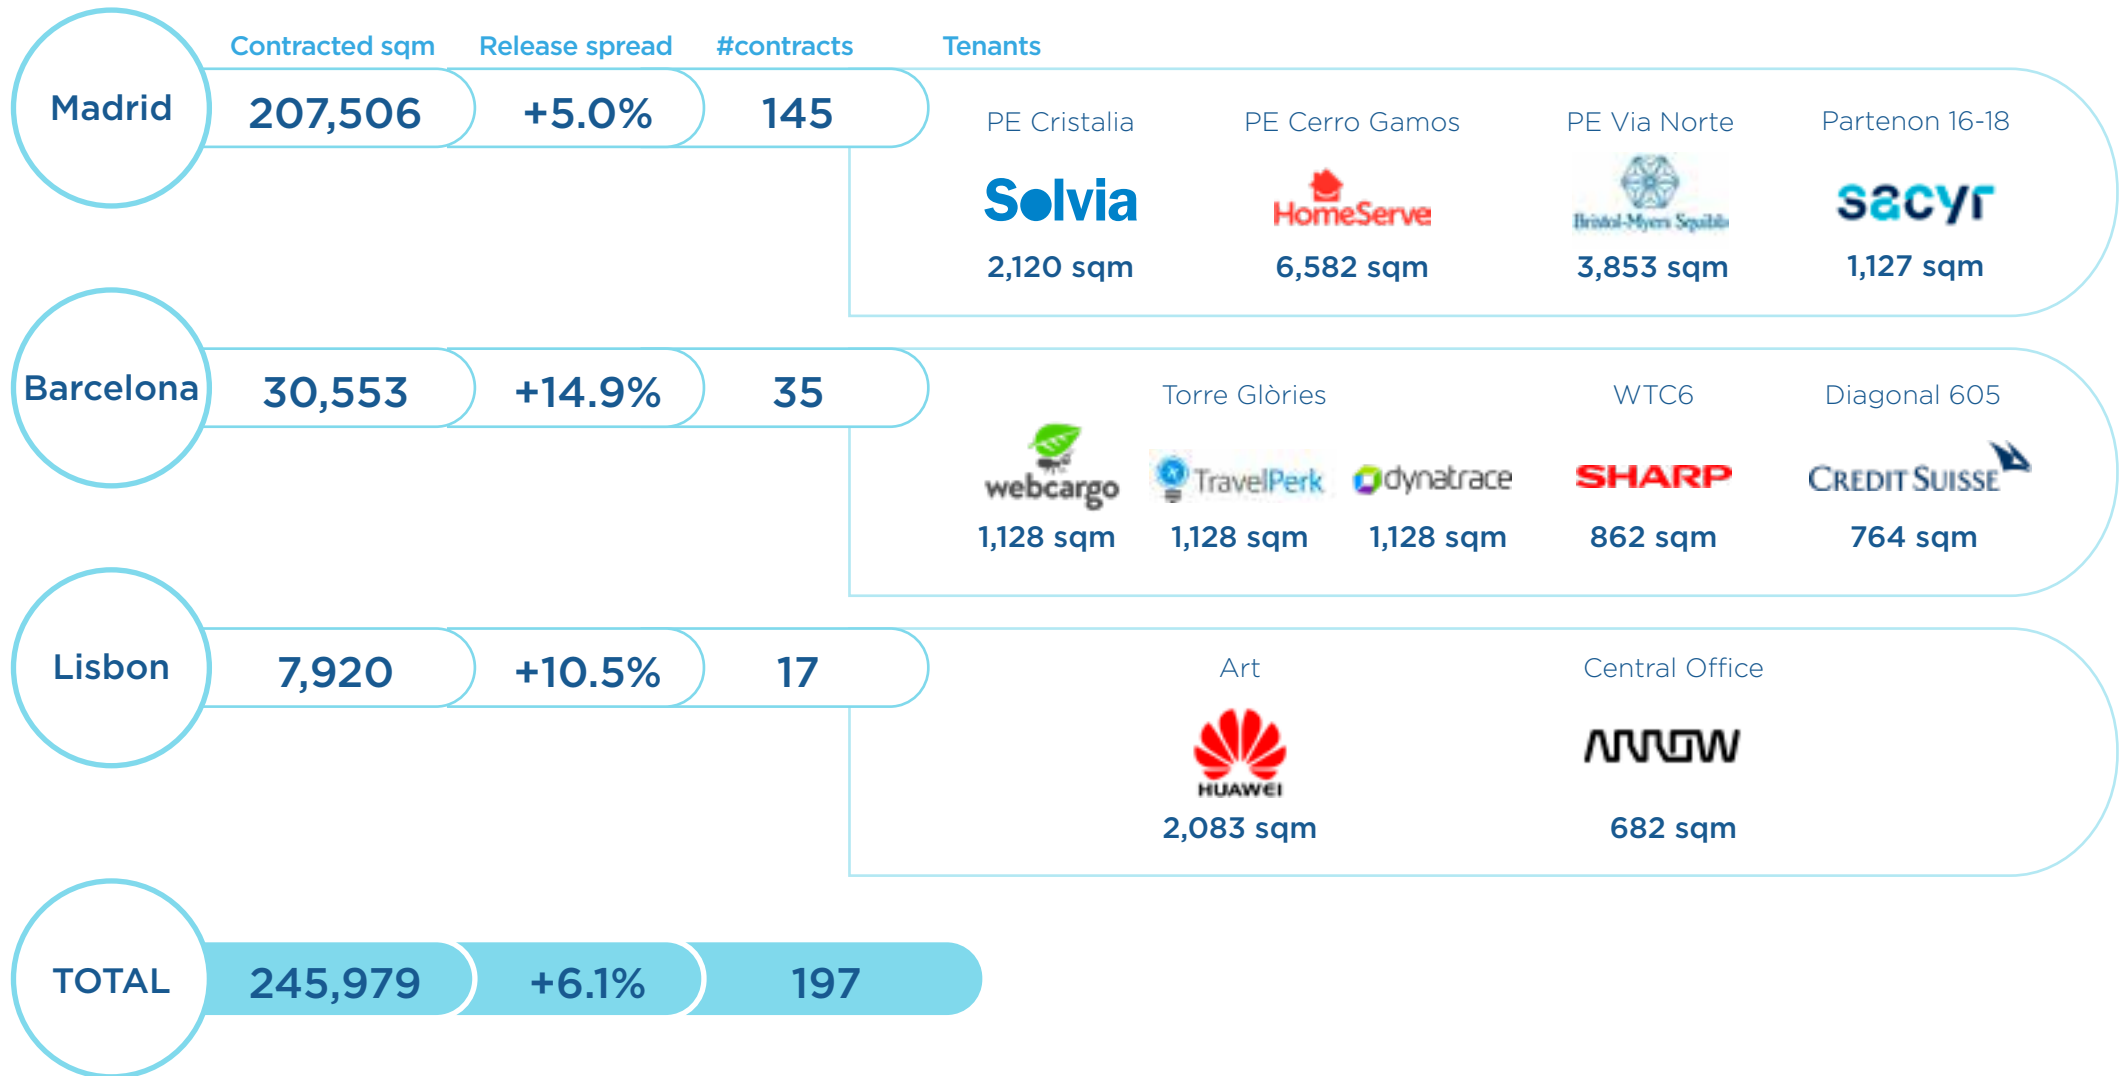 Contracted sqm Release spread #contracts Tenants
Madrid 207,506 +5.0% 145
PE Cristalia PE Cerro Gamos PE Via Norte Partenon 16-18
Solvia HomeServe Bristol-Myers Squibb sacyr
2,120 sqm 6,582 sqm 3,853 sqm 1,127 sqm
Barcelona 30,553 +14.9% 35
Torre Glòries WTC6 Diagonal 605
webcargo TravelPerk dynatrace SHARP CREDIT SUISSE
1,128 sqm 1,128 sqm 1,128 sqm 862 sqm 764 sqm
Lisbon 7,920 +10.5% 17
Art Central Office
HUAWEI ARROW
2,083 sqm 682 sqm
TOTAL 245,979 +6.1% 197